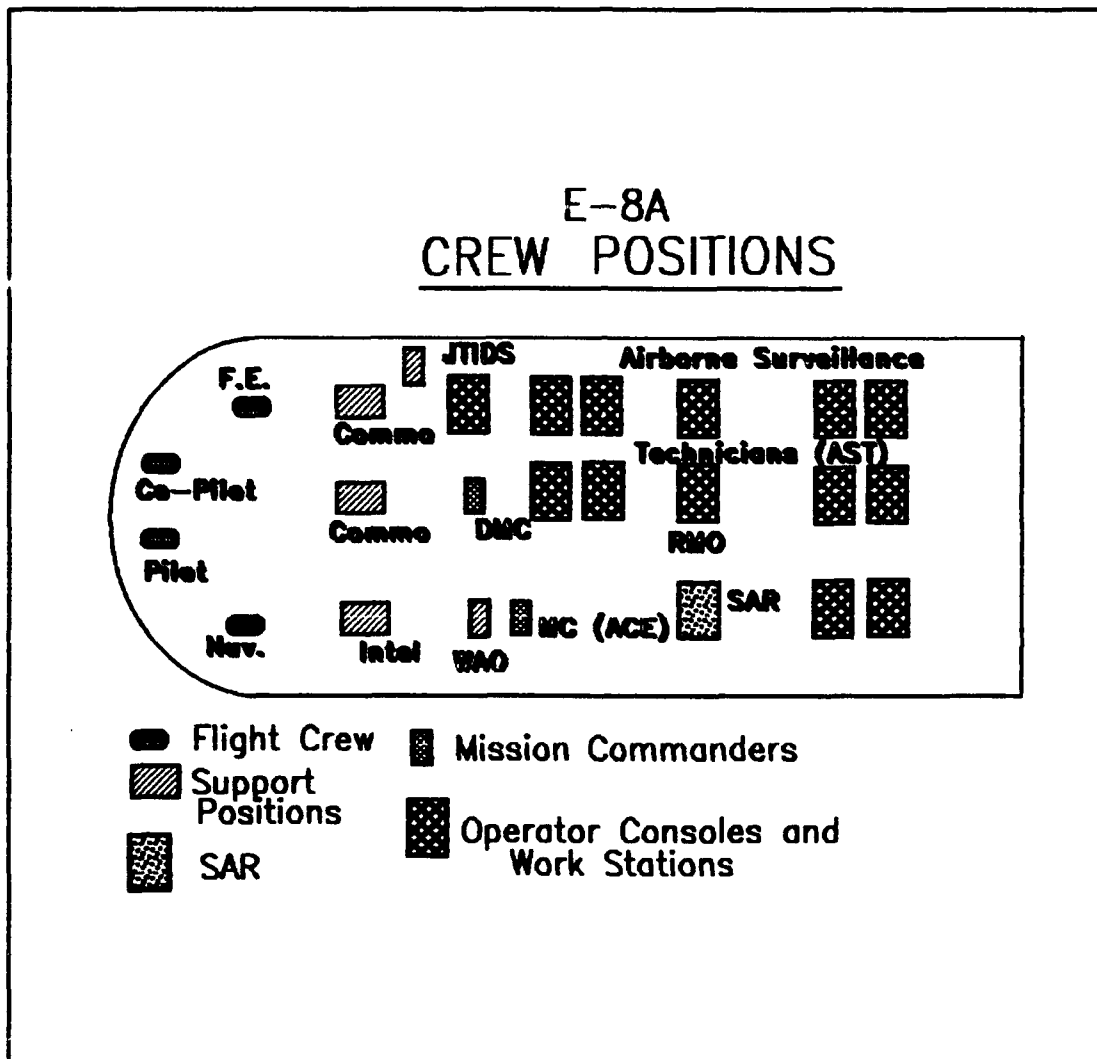 E-8A
CREW POSITIONS
JTIDS
Airborne Surveillance
F.E.
Commo
Technicians (AST)
Co-Pilot
Commo
DMC
RMO
Pilot
SAR
Nav.
Intel
WAO
MC (ACE)
Flight Crew
Mission Commanders
Support
Positions
Operator Consoles and
Work Stations
SAR